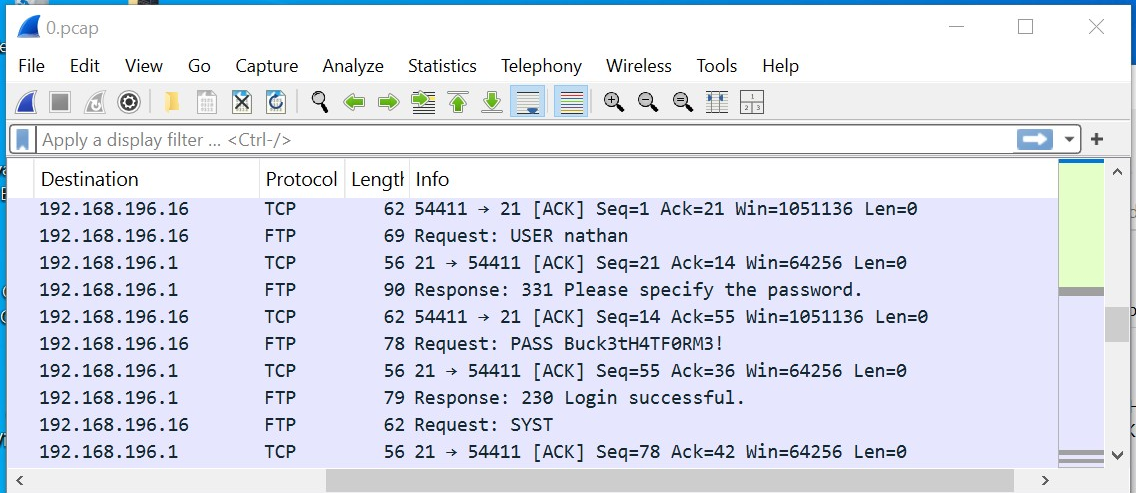 0.pcap
File Edit View Go Capture Analyze Statistics Telephony Wireless Tools Help
Apply a display filter ... <Ctrl-/>
Destination Protocol Length Info
192.168.196.16 TCP 62 54411 → 21 [ACK] Seq=1 Ack=21 Win=1051136 Len=0
192.168.196.16 FTP 69 Request: USER nathan
192.168.196.1 TCP 56 21 → 54411 [ACK] Seq=21 Ack=14 Win=64256 Len=0
192.168.196.1 FTP 90 Response: 331 Please specify the password.
192.168.196.16 TCP 62 54411 → 21 [ACK] Seq=14 Ack=55 Win=1051136 Len=0
192.168.196.16 FTP 78 Request: PASS Buck3tH4TF0RM3!
192.168.196.1 TCP 56 21 → 54411 [ACK] Seq=55 Ack=36 Win=64256 Len=0
192.168.196.1 FTP 79 Response: 230 Login successful.
192.168.196.16 FTP 62 Request: SYST
192.168.196.1 TCP 56 21 → 54411 [ACK] Seq=78 Ack=42 Win=64256 Len=0